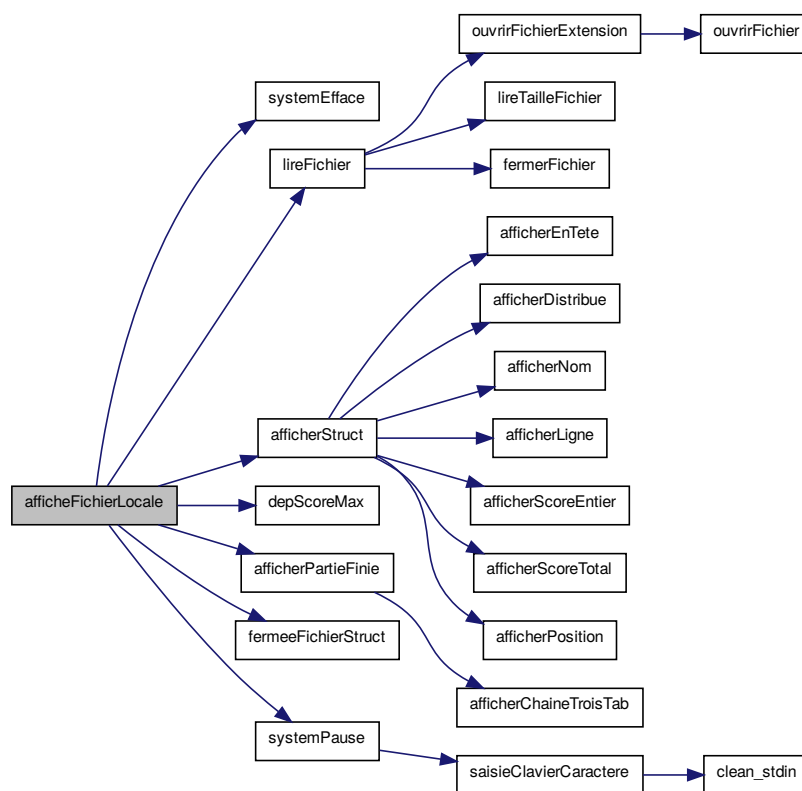 ouvrirFichierExtension
ouvrirFichier
systemEfface
lireTailleFichier
lireFichier
fermerFichier
afficherEnTete
afficherDistribue
afficherNom
afficherStruct
afficherLigne
afficheFichierLocale
depScoreMax
afficherScoreEntier
afficherPartieFinie
afficherScoreTotal
fermeeFichierStruct
afficherPosition
afficherChaineTroisTab
systemPause
saisieClavierCaractere
clean_stdin